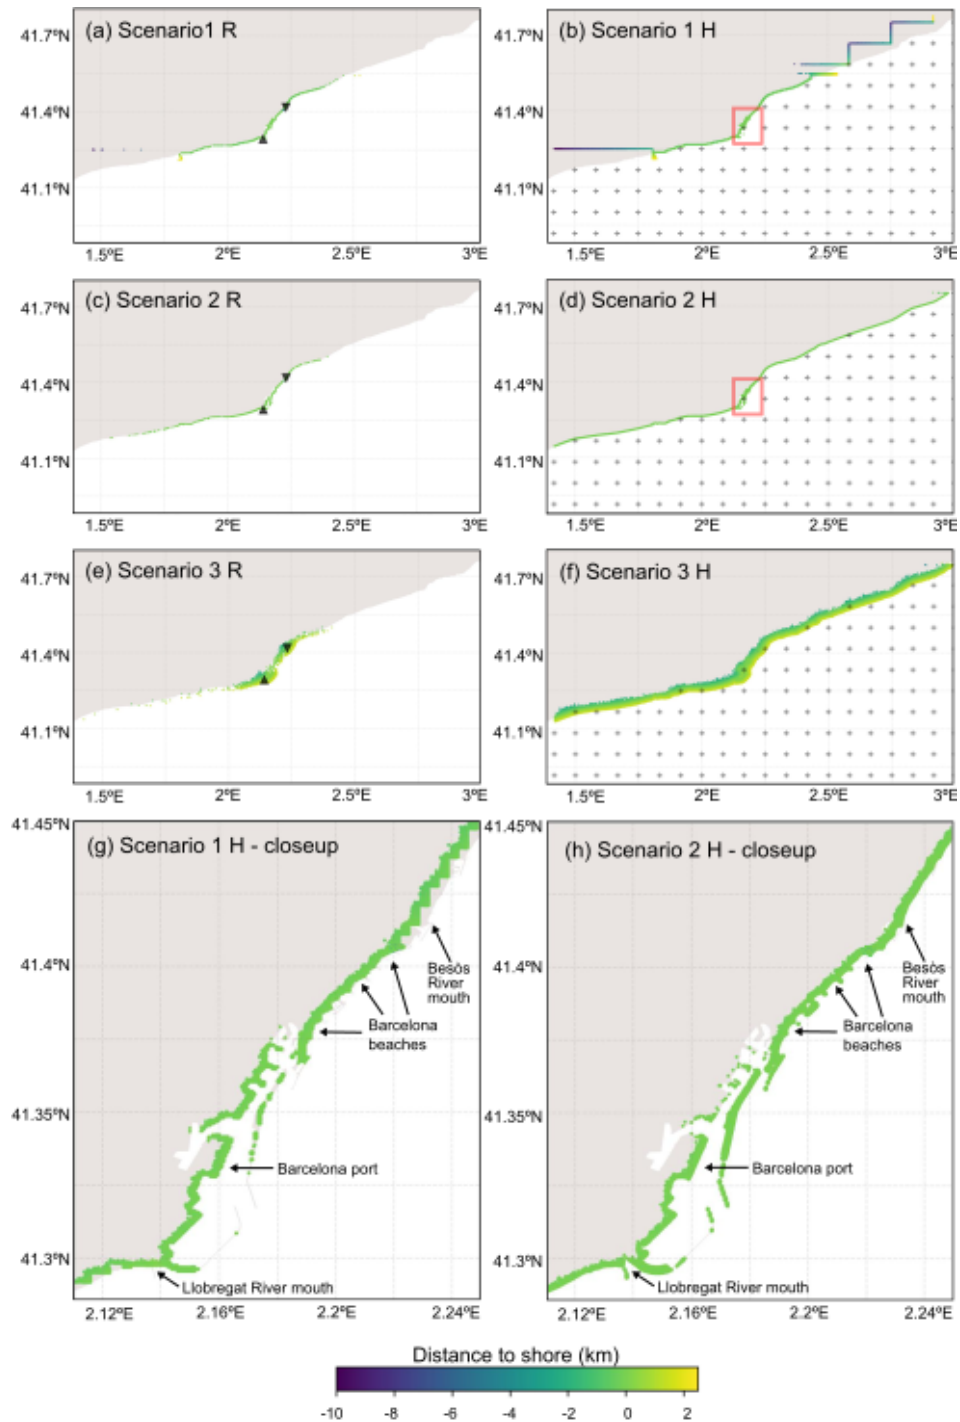 (a) Scenario1 R
41.7ºN
41.4ºN
41.1ºN
1.5ºE 2ºE 2.5ºE 3ºE
(b) Scenario 1 H
41.7ºN
41.4ºN
41.1ºN
1.5ºE 2ºE 2.5ºE 3ºE
(c) Scenario 2 R
41.7ºN
41.4ºN
41.1ºN
1.5ºE 2ºE 2.5ºE 3ºE
(d) Scenario 2 H
41.7ºN
41.4ºN
41.1ºN
1.5ºE 2ºE 2.5ºE 3ºE
(e) Scenario 3 R
41.7ºN
41.4ºN
41.1ºN
1.5ºE 2ºE 2.5ºE 3ºE
(f) Scenario 3 H
41.7ºN
41.4ºN
41.1ºN
1.5ºE 2ºE 2.5ºE 3ºE
41.45ºN
(g) Scenario 1 H - closeup
41.4ºN
Besòs
River
mouth
Barcelona
beaches
41.35ºN
Barcelona port
41.3ºN
Llobregat River mouth
2.12ºE 2.16ºE 2.2ºE 2.24ºE
41.45ºN
(h) Scenario 2 H - closeup
41.4ºN
Besòs
River
mouth
Barcelona
beaches
41.35ºN
Barcelona port
41.3ºN
Llobregat River mouth
2.12ºE 2.16ºE 2.2ºE 2.24ºE
Distance to shore (km)
-10 -8 -6 -4 -2 0 2